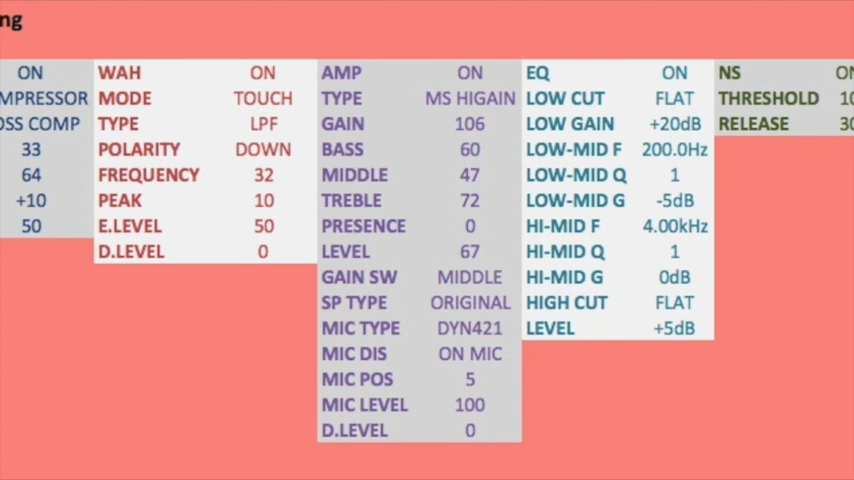 ng
ON
MPRESSOR
OSS COMP
33
64
+10
50
WAH ON
MODE TOUCH
TYPE LPF
POLARITY DOWN
FREQUENCY 32
PEAK 10
E.LEVEL 50
D.LEVEL 0
AMP ON
TYPE MS HIGAIN
GAIN 106
BASS 60
MIDDLE 47
TREBLE 72
PRESENCE 0
LEVEL 67
GAIN SW MIDDLE
SP TYPE ORIGINAL
MIC TYPE DYN421
MIC DIS ON MIC
MIC POS 5
MIC LEVEL 100
D.LEVEL 0
EQ ON
LOW CUT FLAT
LOW GAIN +20dB
LOW-MID F 200.0Hz
LOW-MID Q 1
LOW-MID G -5dB
HI-MID F 4.00kHz
HI-MID Q 1
HI-MID G 0dB
HIGH CUT FLAT
LEVEL +5dB
NS ON
THRESHOLD 10
RELEASE 30